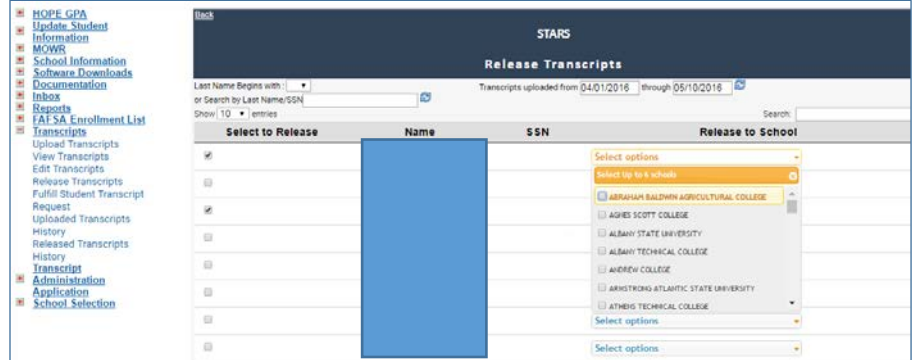 HOPE GPA
Update Student
Information
MOWR
School Information
Software Downloads
Documentation
Inbox
Reports
FAFSA Enrollment List
Transcripts
Upload Transcripts
View Transcripts
Edit Transcripts
Release Transcripts
Fulfill Student Transcript
Request
Uploaded Transcripts
History
Released Transcripts
History
Transcript
Administration
Application
School Selection
Back
STARS
Release Transcripts
Last Name Begins with :
Transcripts uploaded from 04/01/2016 through 05/10/2016
or Search by Last Name/SSN
Show 10 entries
Search:
Select to Release Name SSN Release to School
Select options
Select Up to 6 schools
ABRAHAM BALDWIN AGRICULTURAL COLLEGE
AGNES SCOTT COLLEGE
ALBANY STATE UNIVERSITY
ALBANY TECHNICAL COLLEGE
ANDREW COLLEGE
ARMSTRONG ATLANTIC STATE UNIVERSITY
ATHENS TECHNICAL COLLEGE
Select options
Select options